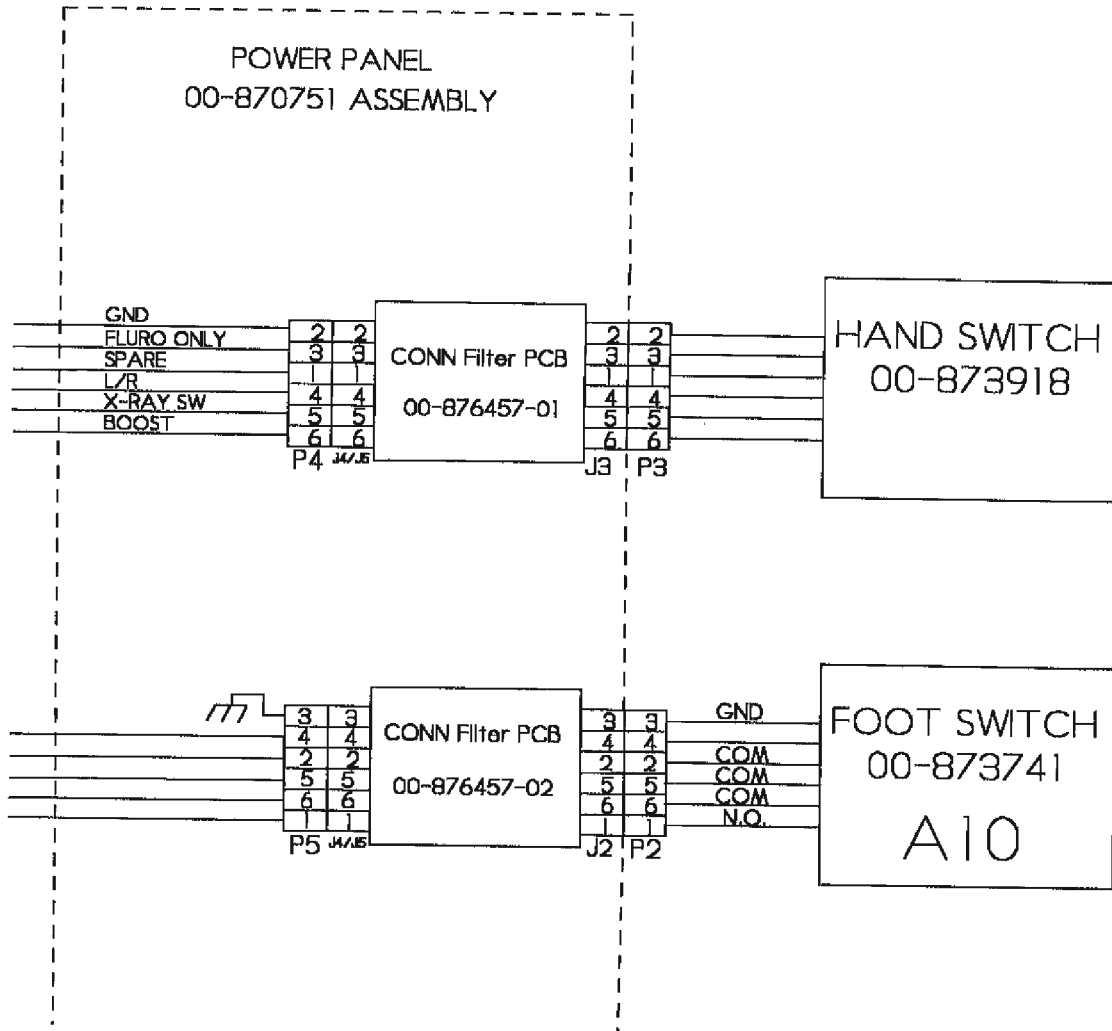 POWER PANEL
00-870751 ASSEMBLY
GND
FLURO ONLY
SPARE
L/R
X-RAY SW
BOOST
2 2
3 3
1 1
4 4
5 5
6 6
P4 J4/J5
CONN Filter PCB
00-876457-01
2 2
3 3
1 1
4 4
5 5
6 6
J3 P3
HAND SWITCH
00-873918
3 3
4 4
2 2
5 5
6 6
1 1
P5 J4/J5
CONN Filter PCB
00-876457-02
3 3
4 4
2 2
5 5
6 6
1 1
J2 P2
GND
COM
COM
COM
N.O.
FOOT SWITCH
00-873741
A10